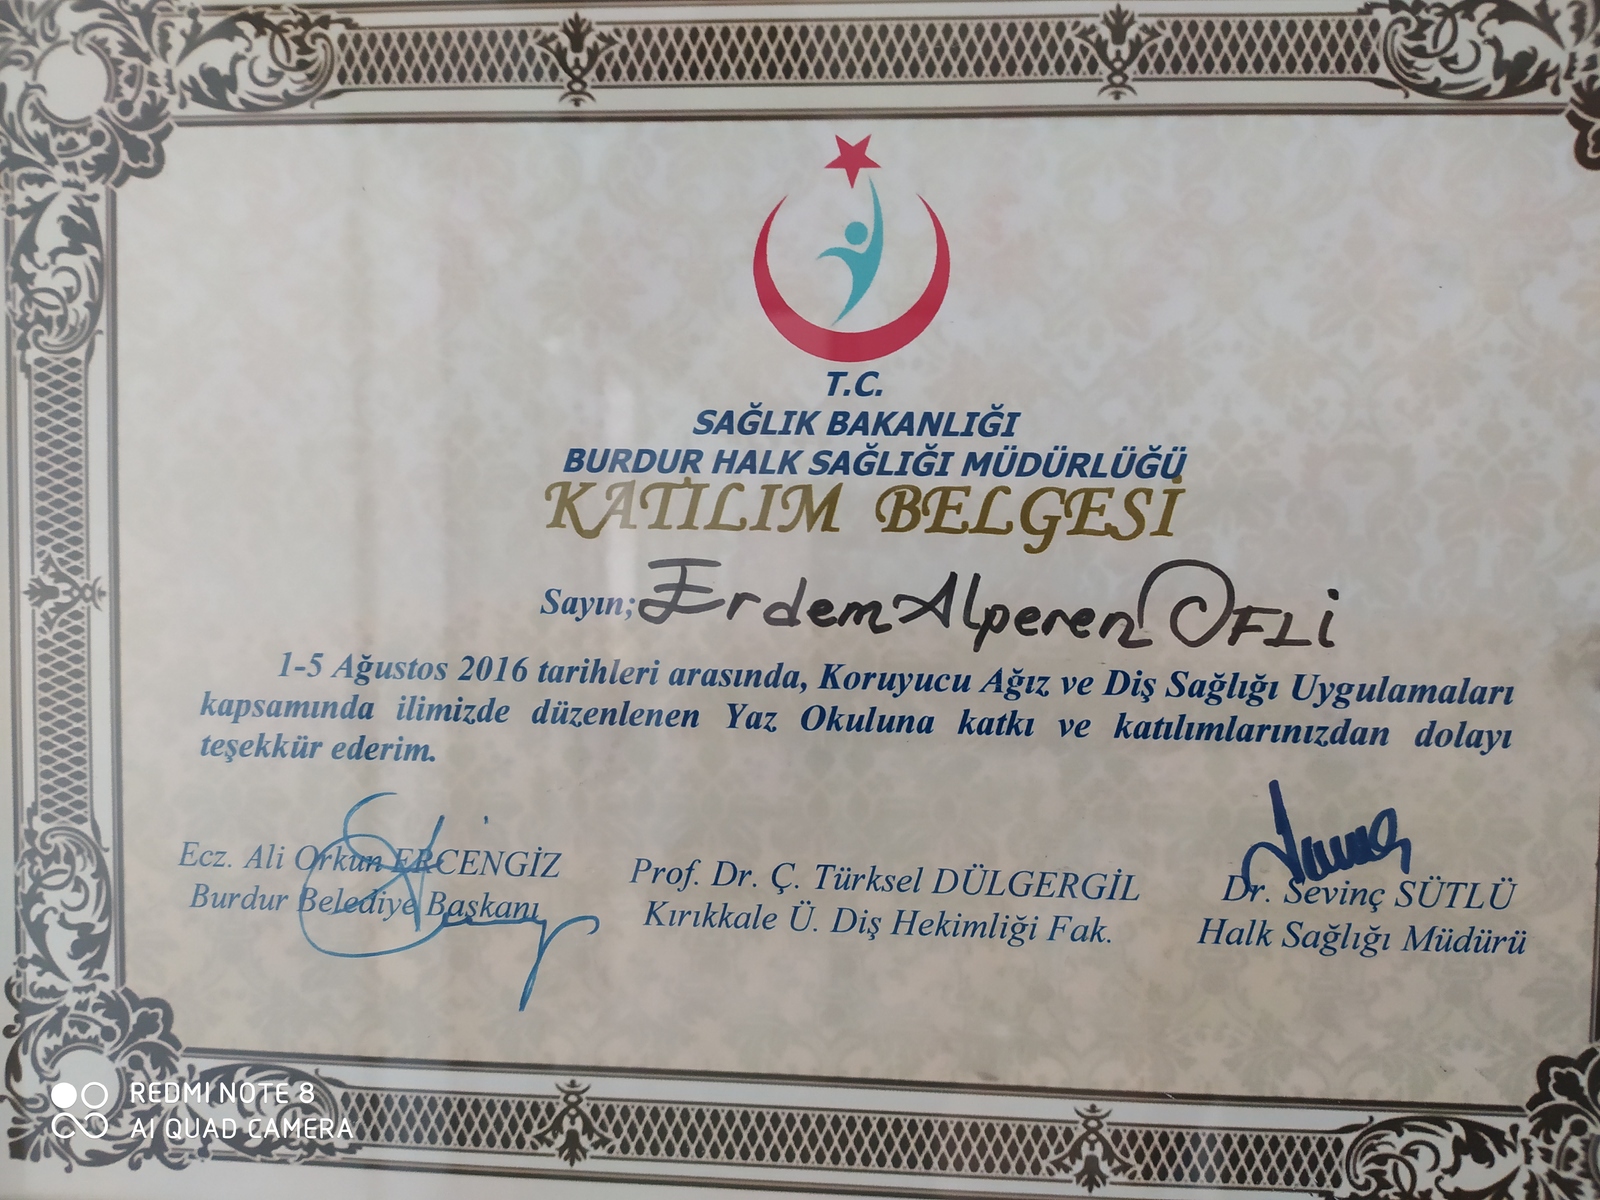 T.C.
SAĞLIK BAKANLIĞI
BURDUR HALK SAĞLIĞI MÜDÜRLÜĞÜ
KATILIM BELGESİ
Sayın; Erdem Alperen OFLi
1-5 Ağustos 2016 tarihleri arasında, Koruyucu Ağız ve Diş Sağlığı Uygulamaları
kapsamında ilimizde düzenlenen Yaz Okuluna katkı ve katılımlarınızdan dolayı
teşekkür ederim.
Ecz. Ali Orkun ERCENGİZ
Burdur Belediye Başkanı
Prof. Dr. Ç. Türksel DÜLGERGİL
Kırıkkale Ü. Diş Hekimliği Fak.
Dr. Sevinç SÜTLÜ
Halk Sağlığı Müdürü
REDMI NOTE 8
AI QUAD CAMERA